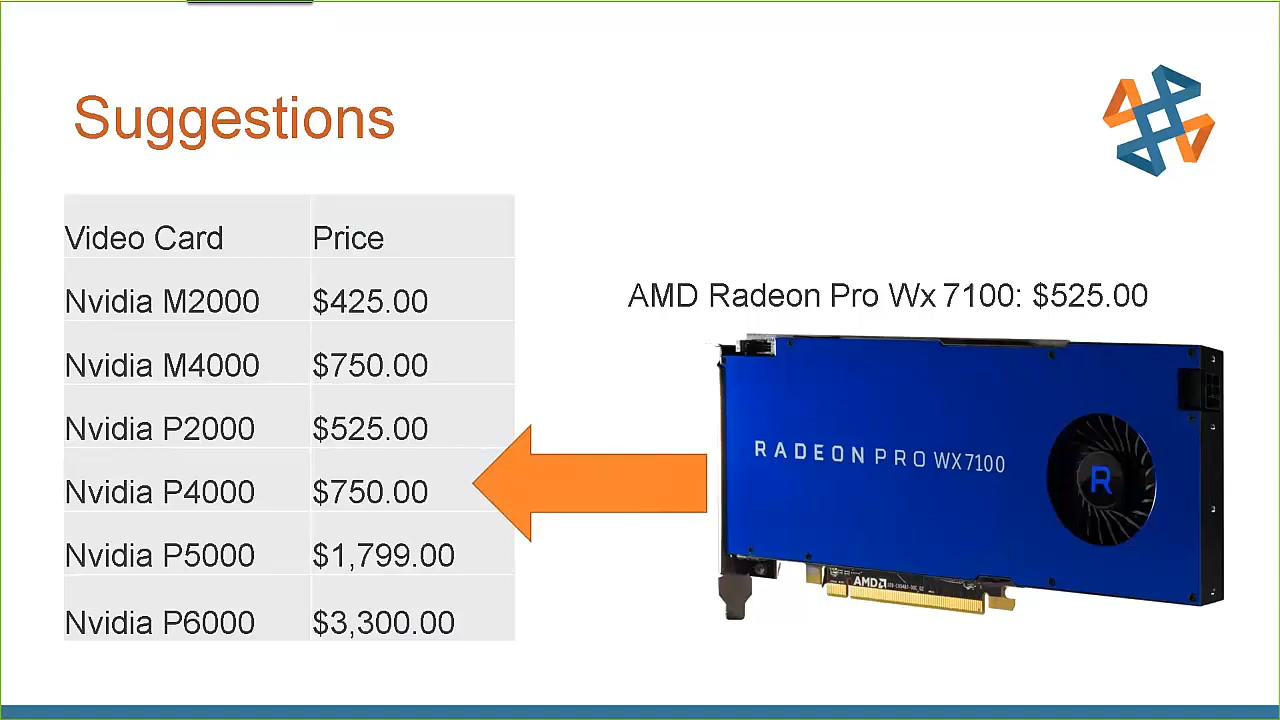 Suggestions
Video Card Price
Nvidia M2000 $425.00
Nvidia M4000 $750.00
Nvidia P2000 $525.00
Nvidia P4000 $750.00
Nvidia P5000 $1,799.00
Nvidia P6000 $3,300.00
AMD Radeon Pro Wx 7100: $525.00
RADEON PRO WX7100
R
AMD